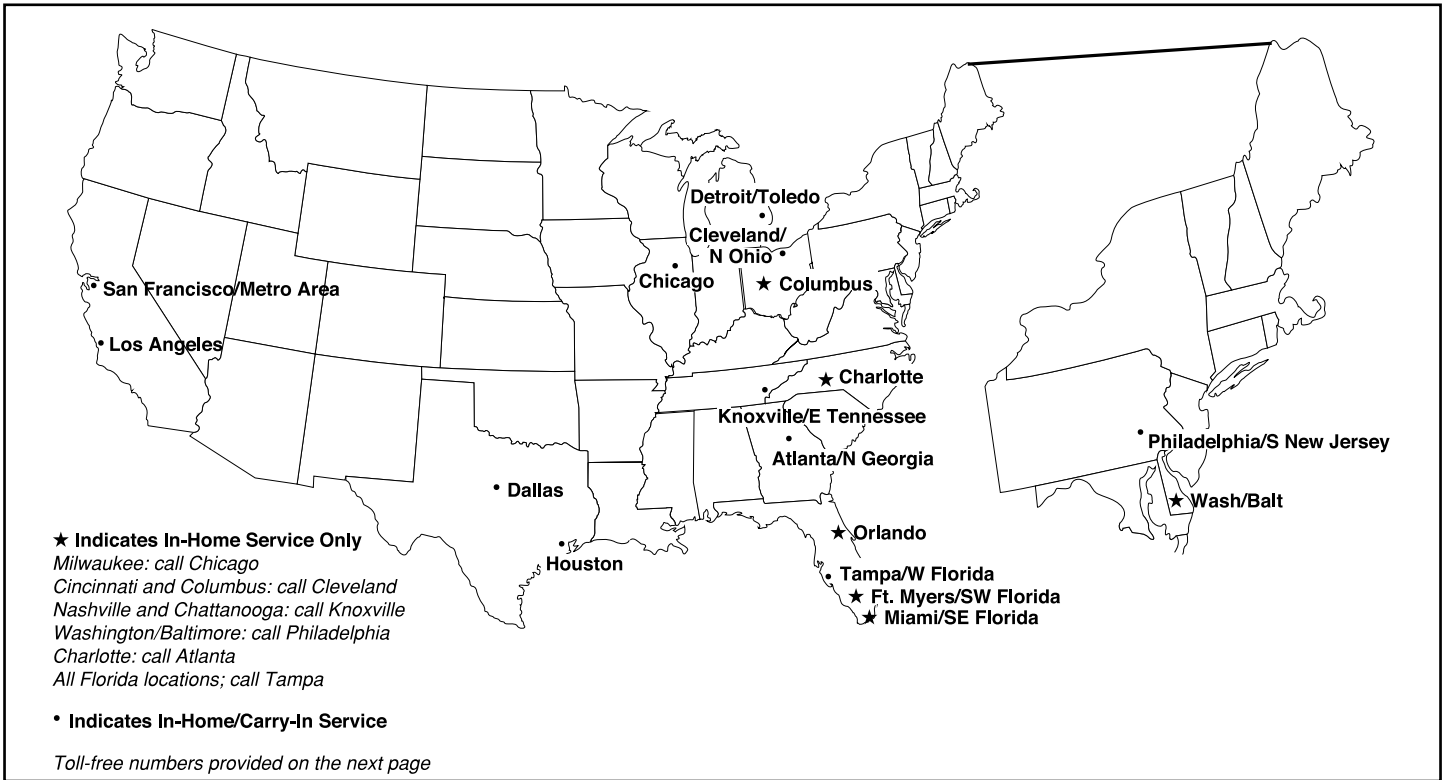 Detroit/Toledo
Cleveland/
N Ohio
Chicago
★ Columbus
San Francisco/Metro Area
Los Angeles
★ Charlotte
Knoxville/E Tennessee
Atlanta/N Georgia
Philadelphia/S New Jersey
Dallas
★ Wash/Balt
★ Orlando
Houston
Tampa/W Florida
★ Ft. Myers/SW Florida
★ Miami/SE Florida
★ Indicates In-Home Service Only
Milwaukee: call Chicago
Cincinnati and Columbus: call Cleveland
Nashville and Chattanooga: call Knoxville
Washington/Baltimore: call Philadelphia
Charlotte: call Atlanta
All Florida locations; call Tampa
• Indicates In-Home/Carry-In Service
Toll-free numbers provided on the next page